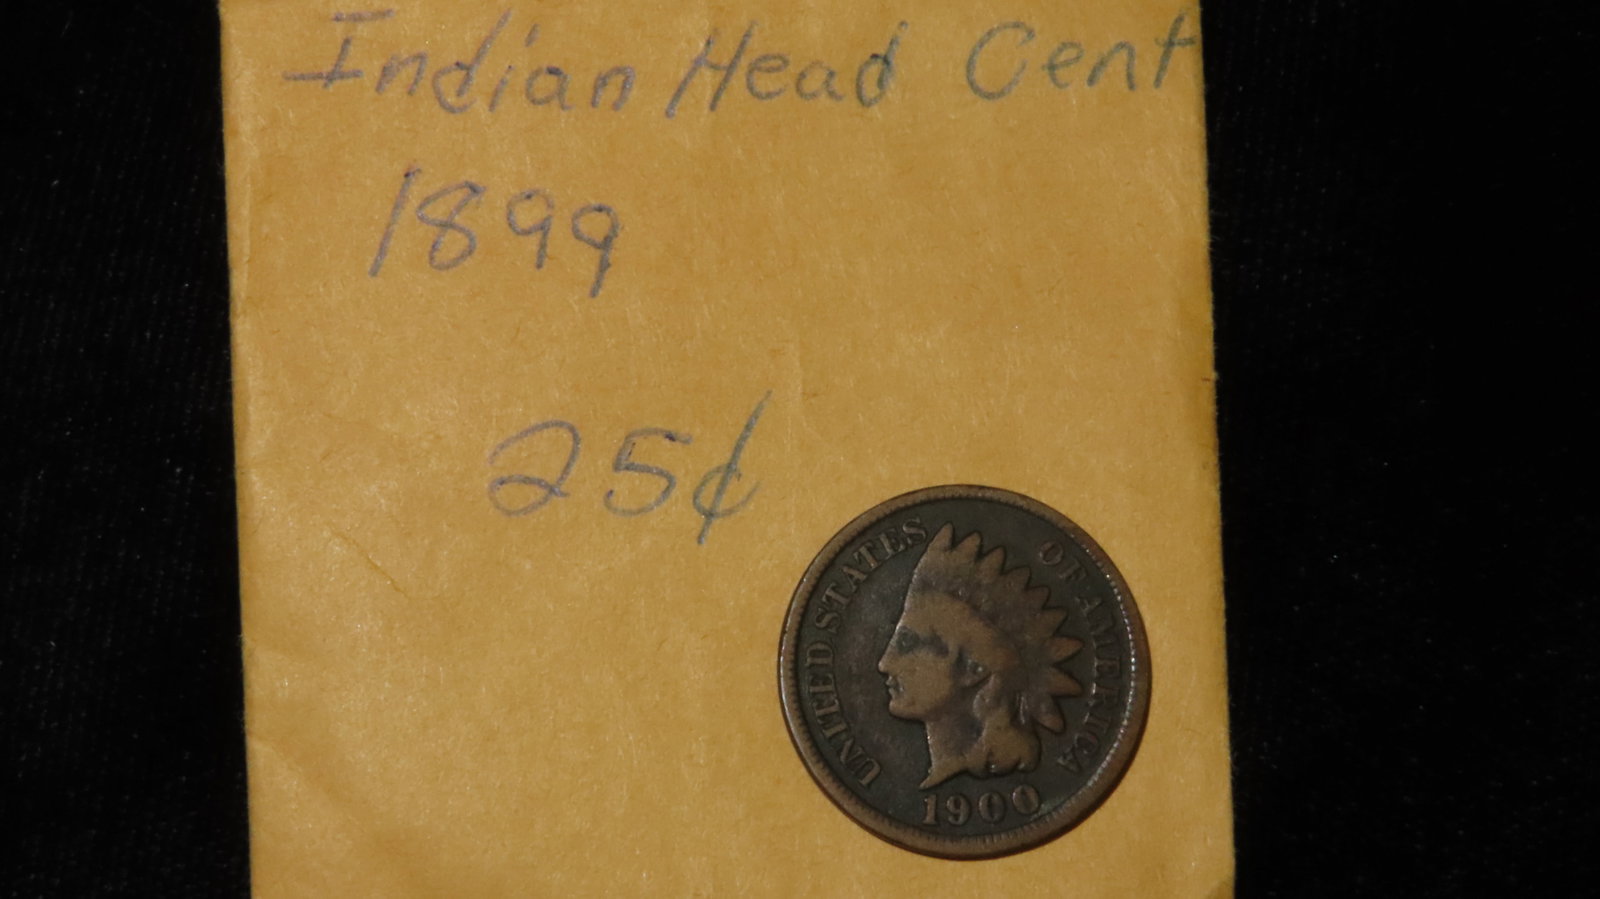 Indian Head Cent
1899
25¢
UNITED STATES OF AMERICA
1900